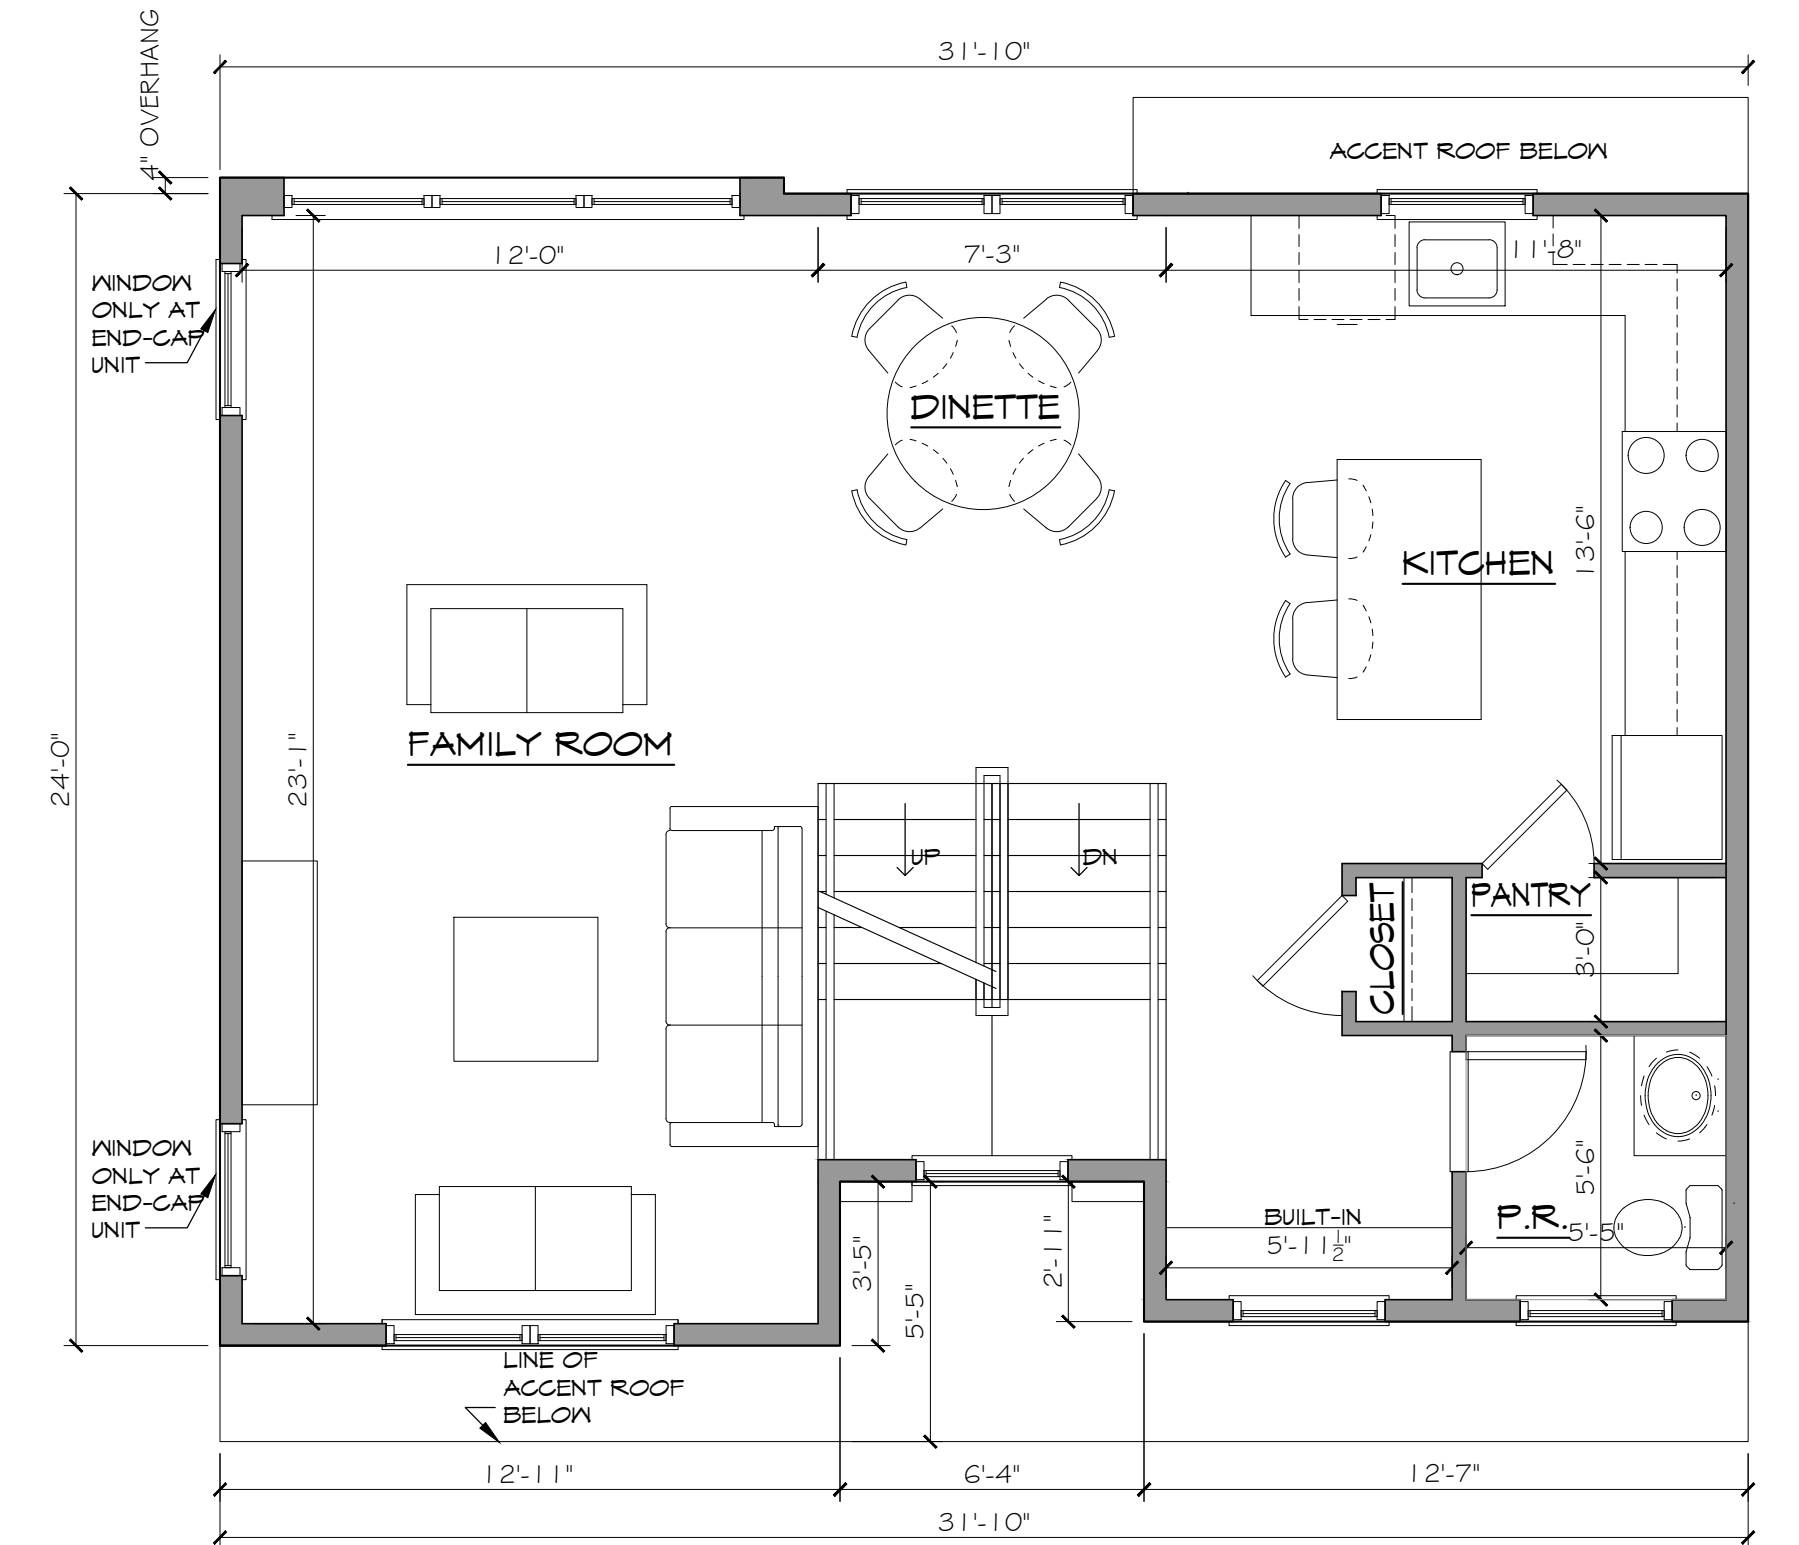 31'-10"
4" OVERHANG
ACCENT ROOF BELOW
12'-0"
7'-3"
11'-8"
WINDOW
ONLY AT
END-CAP
UNIT
DINETTE
KITCHEN
13'-6"
24'-0"
23'-1"
FAMILY ROOM
UP
DN
CLOSET
PANTRY
3'-0"
WINDOW
ONLY AT
END-CAP
UNIT
5'-6"
BUILT-IN
5'-11½"
P.R.
5'-5"
3'-5"
5'-5"
2'-11"
LINE OF
ACCENT ROOF
BELOW
12'-11"
6'-4"
12'-7"
31'-10"